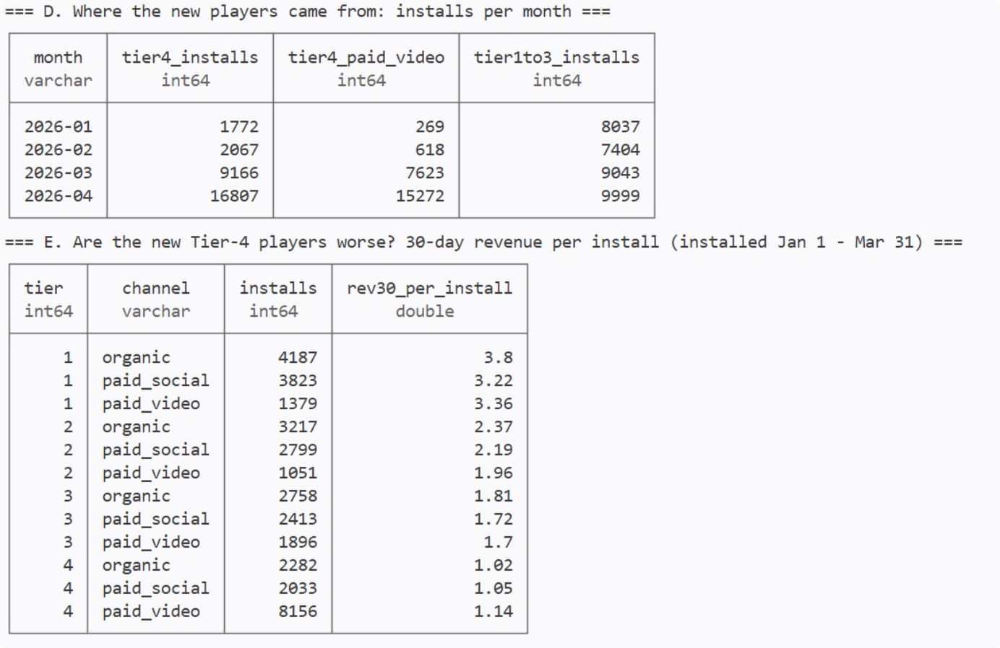 === D. Where the new players came from: installs per month ===
month tier4_installs tier4_paid_video tier1to3_installs
varchar int64 int64 int64
2026-01 1772 269 8037
2026-02 2067 618 7404
2026-03 9166 7623 9043
2026-04 16807 15272 9999
=== E. Are the new Tier-4 players worse? 30-day revenue per install (installed Jan 1 - Mar 31) ===
tier channel installs rev30_per_install
int64 varchar int64 double
1 organic 4187 3.8
1 paid_social 3823 3.22
1 paid_video 1379 3.36
2 organic 3217 2.37
2 paid_social 2799 2.19
2 paid_video 1051 1.96
3 organic 2758 1.81
3 paid_social 2413 1.72
3 paid_video 1896 1.7
4 organic 2282 1.02
4 paid_social 2033 1.05
4 paid_video 8156 1.14